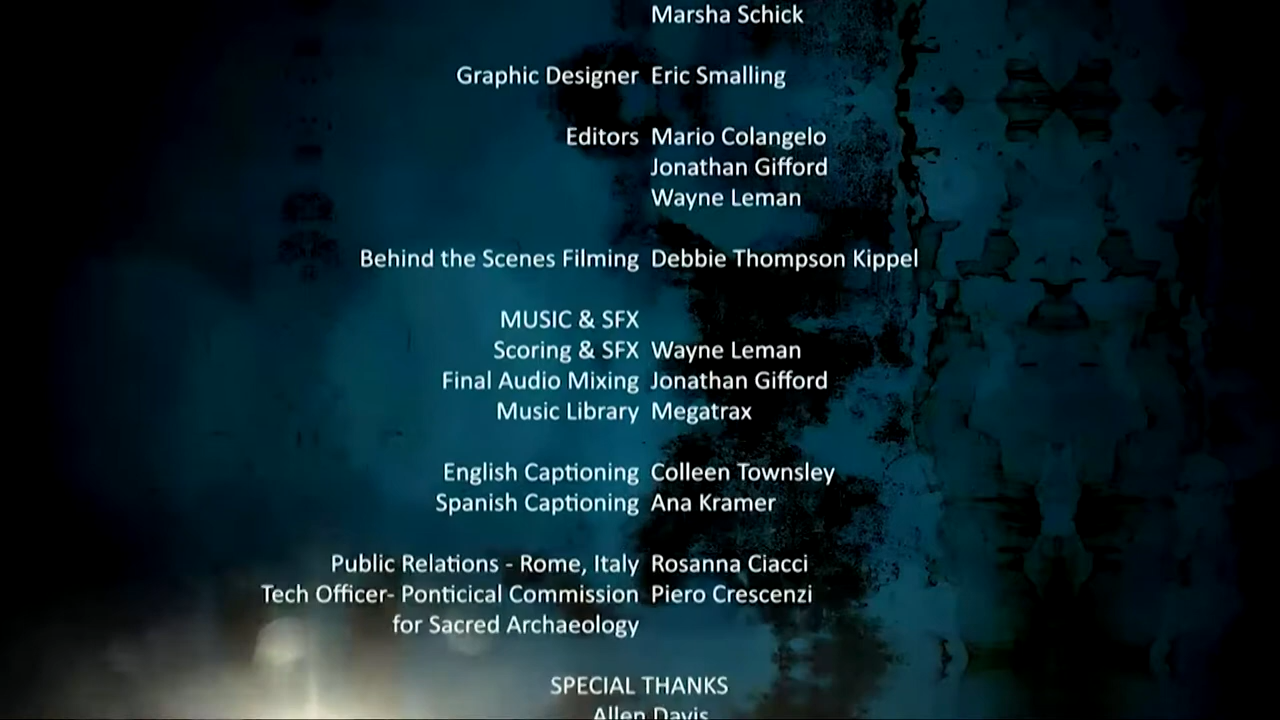 Marsha Schick
Graphic Designer Eric Smalling
Editors Mario Colangelo
Jonathan Gifford
Wayne Leman
Behind the Scenes Filming Debbie Thompson Kippel
MUSIC & SFX
Scoring & SFX Wayne Leman
Final Audio Mixing Jonathan Gifford
Music Library Megatrax
English Captioning Colleen Townsley
Spanish Captioning Ana Kramer
Public Relations - Rome, Italy Rosanna Ciacci
Tech Officer- Ponticical Commission Piero Crescenzi
for Sacred Archaeology
SPECIAL THANKS
Allen Davis